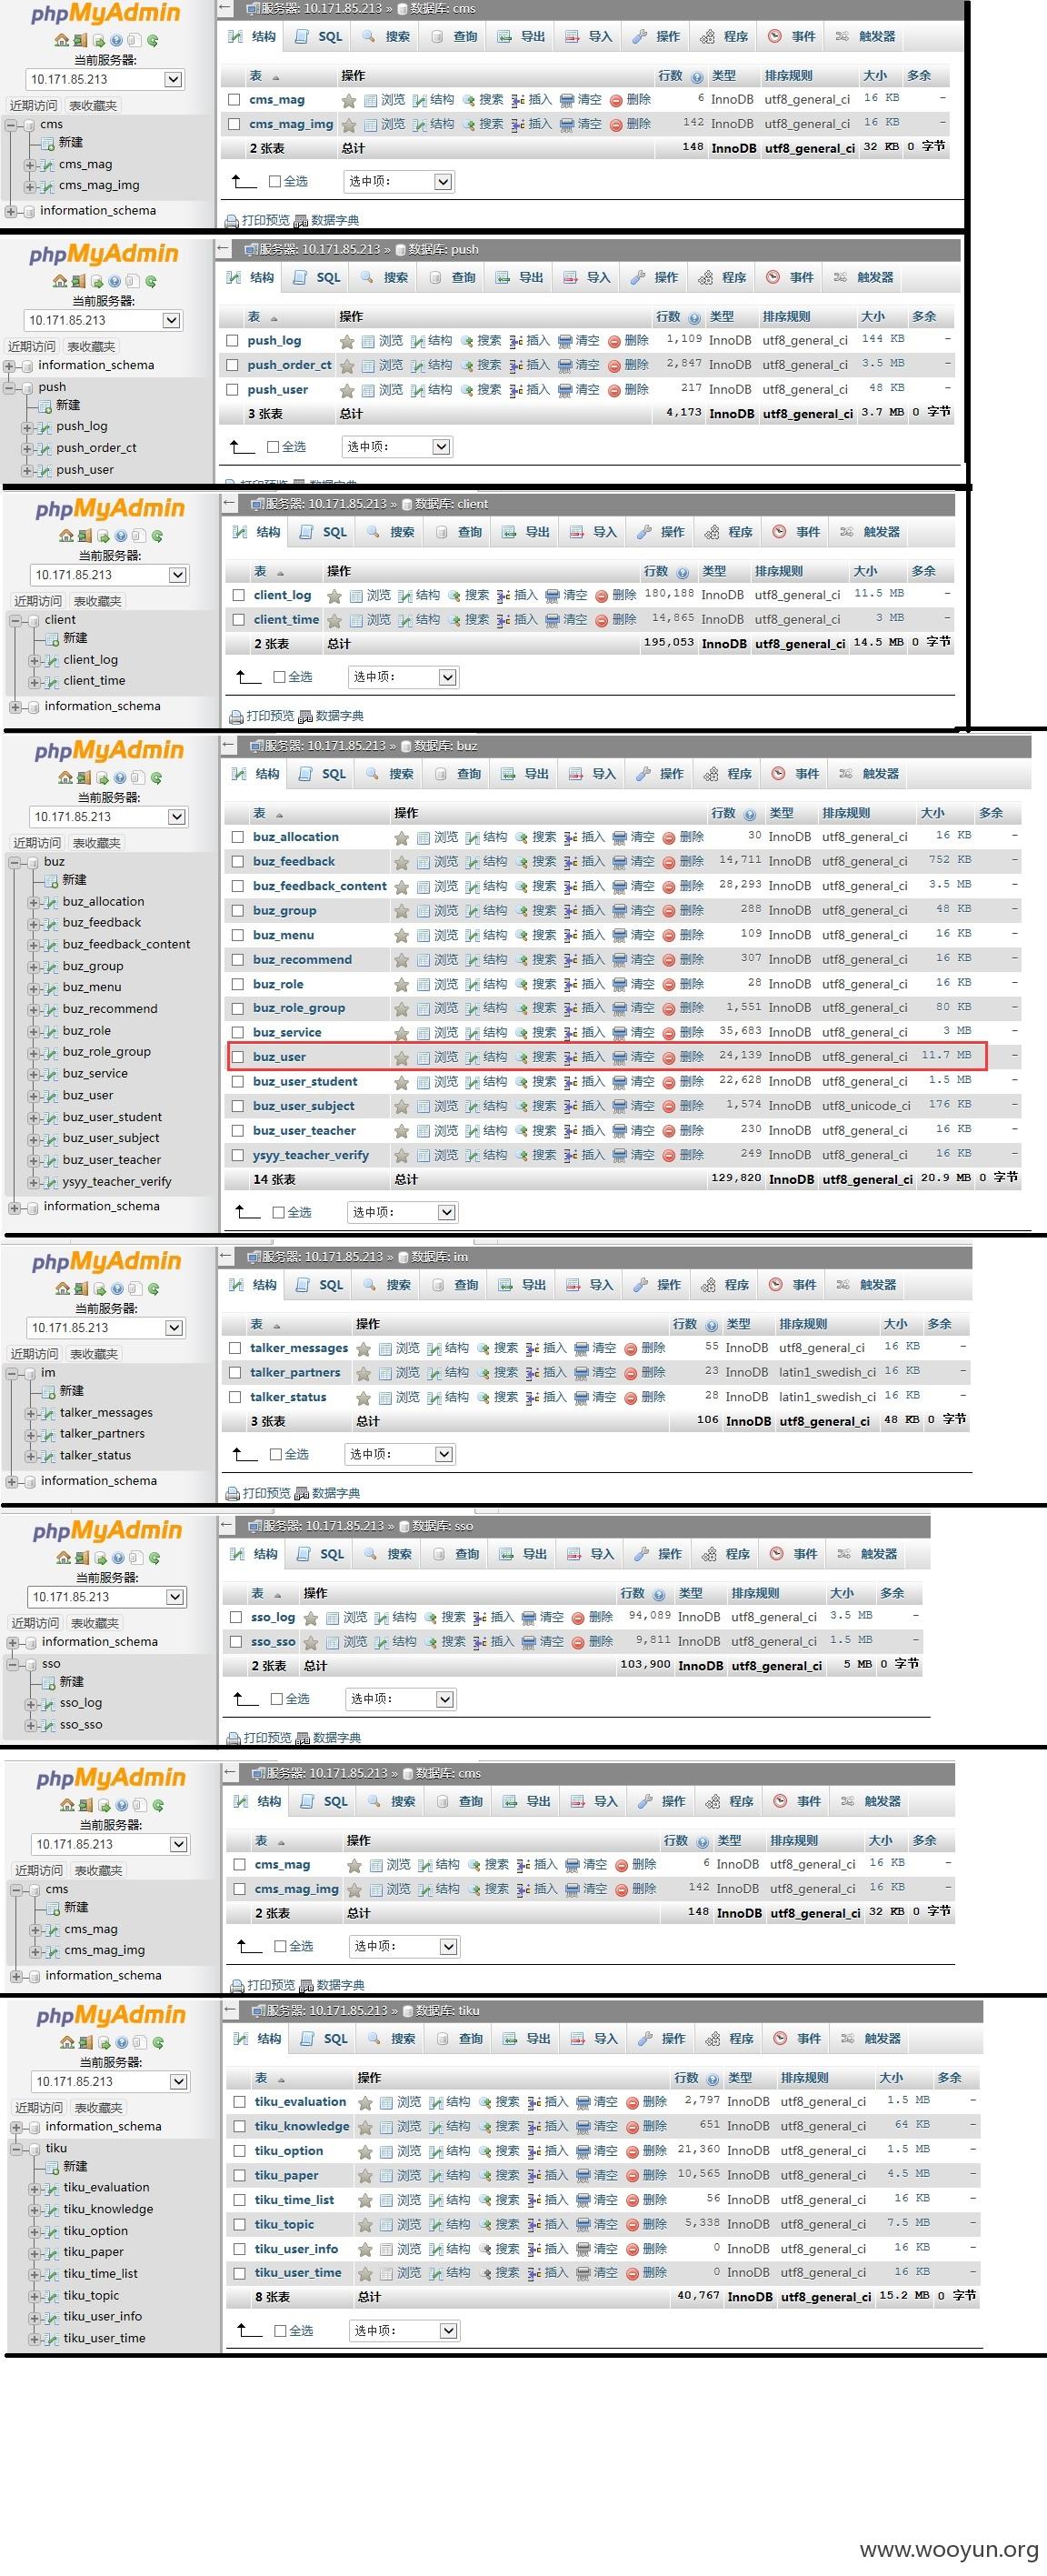 phpMyAdmin
当前服务器:
10.171.85.213
近期访问 表收藏夹
cms
新建
cms_mag
cms_mag_img
information_schema
服务器: 10.171.85.213 » 数据库: cms
结构 SQL 搜索 查询 导出 导入 操作 程序 事件 触发器
表 操作 行数 类型 排序规则 大小 多余
cms_mag 浏览 结构 搜索 插入 清空 删除 6 InnoDB utf8_general_ci 16 KB -
cms_mag_img 浏览 结构 搜索 插入 清空 删除 142 InnoDB utf8_general_ci 16 KB -
2 张表 总计 148 InnoDB utf8_general_ci 32 KB 0 字节
全选 选中项:
打印预览 数据字典
phpMyAdmin
当前服务器:
10.171.85.213
近期访问 表收藏夹
information_schema
push
新建
push_log
push_order_ct
push_user
服务器: 10.171.85.213 » 数据库: push
结构 SQL 搜索 查询 导出 导入 操作 程序 事件 触发器
表 操作 行数 类型 排序规则 大小 多余
push_log 浏览 结构 搜索 插入 清空 删除 1,109 InnoDB utf8_general_ci 144 KB -
push_order_ct 浏览 结构 搜索 插入 清空 删除 2,847 InnoDB utf8_general_ci 3.5 MB -
push_user 浏览 结构 搜索 插入 清空 删除 217 InnoDB utf8_general_ci 48 KB -
3 张表 总计 4,173 InnoDB utf8_general_ci 3.7 MB 0 字节
全选 选中项:
phpMyAdmin
当前服务器:
10.171.85.213
近期访问 表收藏夹
client
新建
client_log
client_time
information_schema
服务器: 10.171.85.213 » 数据库: client
结构 SQL 搜索 查询 导出 导入 操作 程序 事件 触发器
表 操作 行数 类型 排序规则 大小 多余
client_log 浏览 结构 搜索 插入 清空 删除 180,188 InnoDB utf8_general_ci 11.5 MB -
client_time 浏览 结构 搜索 插入 清空 删除 14,865 InnoDB utf8_general_ci 3 MB -
2 张表 总计 195,053 InnoDB utf8_general_ci 14.5 MB 0 字节
全选 选中项:
打印预览 数据字典
phpMyAdmin
当前服务器:
10.171.85.213
近期访问 表收藏夹
buz
新建
buz_allocation
buz_feedback
buz_feedback_content
buz_group
buz_menu
buz_recommend
buz_role
buz_role_group
buz_service
buz_user
buz_user_student
buz_user_subject
buz_user_teacher
ysyy_teacher_verify
information_schema
服务器: 10.171.85.213 » 数据库: buz
结构 SQL 搜索 查询 导出 导入 操作 程序 事件 触发器
表 操作 行数 类型 排序规则 大小 多余
buz_allocation 浏览 结构 搜索 插入 清空 删除 30 InnoDB utf8_general_ci 16 KB -
buz_feedback 浏览 结构 搜索 插入 清空 删除 14,711 InnoDB utf8_general_ci 752 KB -
buz_feedback_content 浏览 结构 搜索 插入 清空 删除 28,293 InnoDB utf8_general_ci 3.5 MB -
buz_group 浏览 结构 搜索 插入 清空 删除 288 InnoDB utf8_general_ci 48 KB -
buz_menu 浏览 结构 搜索 插入 清空 删除 109 InnoDB utf8_general_ci 16 KB -
buz_recommend 浏览 结构 搜索 插入 清空 删除 307 InnoDB utf8_general_ci 16 KB -
buz_role 浏览 结构 搜索 插入 清空 删除 28 InnoDB utf8_general_ci 16 KB -
buz_role_group 浏览 结构 搜索 插入 清空 删除 1,551 InnoDB utf8_general_ci 80 KB -
buz_service 浏览 结构 搜索 插入 清空 删除 35,683 InnoDB utf8_general_ci 3 MB -
buz_user 浏览 结构 搜索 插入 清空 删除 24,139 InnoDB utf8_general_ci 11.7 MB -
buz_user_student 浏览 结构 搜索 插入 清空 删除 22,628 InnoDB utf8_general_ci 1.5 MB -
buz_user_subject 浏览 结构 搜索 插入 清空 删除 1,574 InnoDB utf8_unicode_ci 176 KB -
buz_user_teacher 浏览 结构 搜索 插入 清空 删除 230 InnoDB utf8_general_ci 16 KB -
ysyy_teacher_verify 浏览 结构 搜索 插入 清空 删除 249 InnoDB utf8_general_ci 16 KB -
14 张表 总计 129,820 InnoDB utf8_general_ci 20.9 MB 0 字节
全选 选中项:
phpMyAdmin
当前服务器:
10.171.85.213
近期访问 表收藏夹
im
新建
talker_messages
talker_partners
talker_status
information_schema
服务器: 10.171.85.213 » 数据库: im
结构 SQL 搜索 查询 导出 导入 操作 程序 事件 触发器
表 操作 行数 类型 排序规则 大小 多余
talker_messages 浏览 结构 搜索 插入 清空 删除 55 InnoDB utf8_general_ci 16 KB -
talker_partners 浏览 结构 搜索 插入 清空 删除 23 InnoDB latin1_swedish_ci 16 KB -
talker_status 浏览 结构 搜索 插入 清空 删除 28 InnoDB latin1_swedish_ci 16 KB -
3 张表 总计 106 InnoDB utf8_general_ci 48 KB 0 字节
全选 选中项:
打印预览 数据字典
phpMyAdmin
当前服务器:
10.171.85.213
近期访问 表收藏夹
information_schema
sso
新建
sso_log
sso_sso
服务器: 10.171.85.213 » 数据库: sso
结构 SQL 搜索 查询 导出 导入 操作 程序 事件 触发器
表 操作 行数 类型 排序规则 大小 多余
sso_log 浏览 结构 搜索 插入 清空 删除 94,089 InnoDB utf8_general_ci 3.5 MB -
sso_sso 浏览 结构 搜索 插入 清空 删除 9,811 InnoDB utf8_general_ci 1.5 MB -
2 张表 总计 103,900 InnoDB utf8_general_ci 5 MB 0 字节
全选 选中项:
打印预览 数据字典
phpMyAdmin
当前服务器:
10.171.85.213
近期访问 表收藏夹
cms
新建
cms_mag
cms_mag_img
information_schema
服务器: 10.171.85.213 » 数据库: cms
结构 SQL 搜索 查询 导出 导入 操作 程序 事件 触发器
表 操作 行数 类型 排序规则 大小 多余
cms_mag 浏览 结构 搜索 插入 清空 删除 6 InnoDB utf8_general_ci 16 KB -
cms_mag_img 浏览 结构 搜索 插入 清空 删除 142 InnoDB utf8_general_ci 16 KB -
2 张表 总计 148 InnoDB utf8_general_ci 32 KB 0 字节
全选 选中项:
打印预览 数据字典
phpMyAdmin
当前服务器:
10.171.85.213
近期访问 表收藏夹
information_schema
tiku
新建
tiku_evaluation
tiku_knowledge
tiku_option
tiku_paper
tiku_time_list
tiku_topic
tiku_user_info
tiku_user_time
服务器: 10.171.85.213 » 数据库: tiku
结构 SQL 搜索 查询 导出 导入 操作 程序 事件 触发器
表 操作 行数 类型 排序规则 大小 多余
tiku_evaluation 浏览 结构 搜索 插入 清空 删除 2,797 InnoDB utf8_general_ci 1.5 MB -
tiku_knowledge 浏览 结构 搜索 插入 清空 删除 651 InnoDB utf8_general_ci 64 KB -
tiku_option 浏览 结构 搜索 插入 清空 删除 21,360 InnoDB utf8_general_ci 1.5 MB -
tiku_paper 浏览 结构 搜索 插入 清空 删除 10,565 InnoDB utf8_general_ci 4.5 MB -
tiku_time_list 浏览 结构 搜索 插入 清空 删除 56 InnoDB utf8_general_ci 16 KB -
tiku_topic 浏览 结构 搜索 插入 清空 删除 5,338 InnoDB utf8_general_ci 7.5 MB -
tiku_user_info 浏览 结构 搜索 插入 清空 删除 0 InnoDB utf8_general_ci 16 KB -
tiku_user_time 浏览 结构 搜索 插入 清空 删除 0 InnoDB utf8_general_ci 16 KB -
8 张表 总计 40,767 InnoDB utf8_general_ci 15.2 MB 0 字节
全选 选中项:
www.wooyun.org